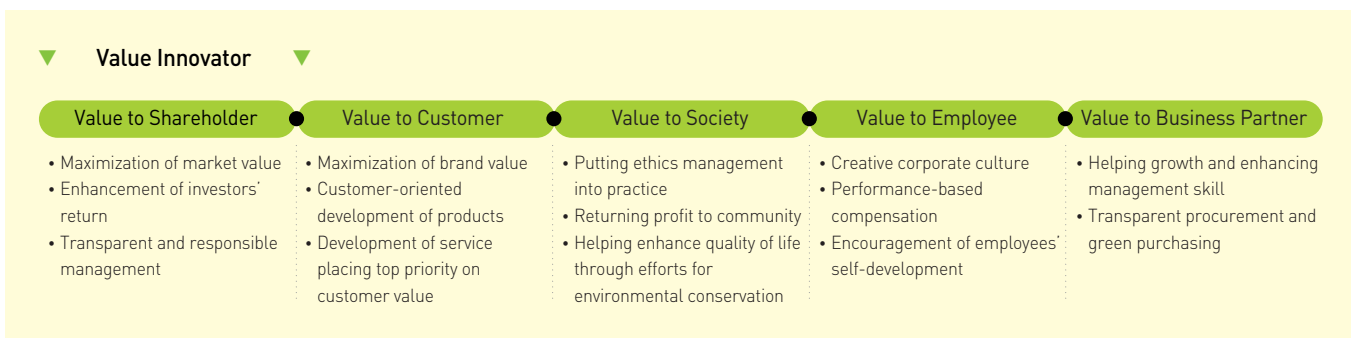 Value Innovator
Value to Shareholder
• Maximization of market value
• Enhancement of investors'
return
• Transparent and responsible
management
Value to Customer
• Maximization of brand value
• Customer-oriented
development of products
• Development of service
placing top priority on
customer value
Value to Society
• Putting ethics management
into practice
• Returning profit to community
• Helping enhance quality of life
through efforts for
environmental conservation
Value to Employee
• Creative corporate culture
• Performance-based
compensation
• Encouragement of employees'
self-development
Value to Business Partner
• Helping growth and enhancing
management skill
• Transparent procurement and
green purchasing